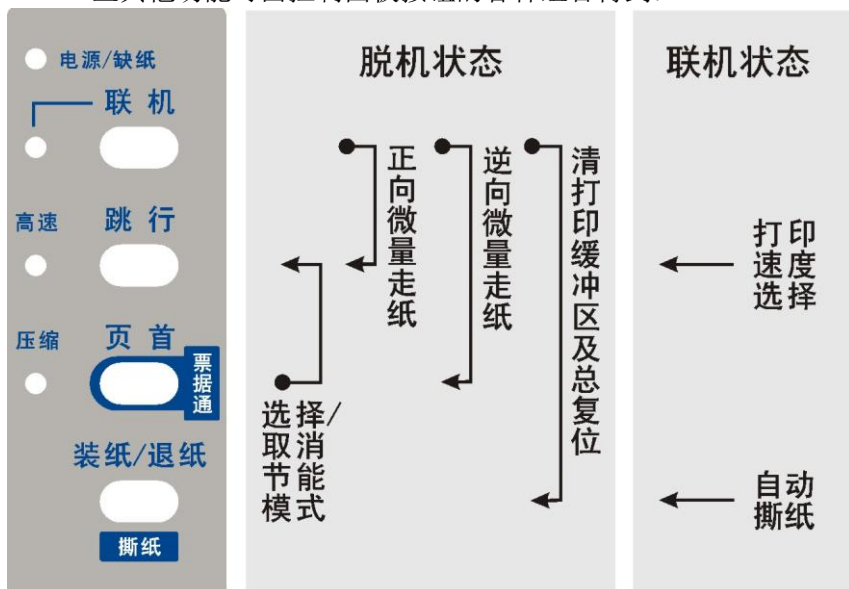 电源/缺纸
联机
高速
跳行
压缩
页首
票据通
装纸/退纸
撕纸
脱机状态
正向微量走纸
逆向微量走纸
清打印缓冲区及总复位
选择/
取消
节能
模式
联机状态
打印
速度
选择
自动
撕纸